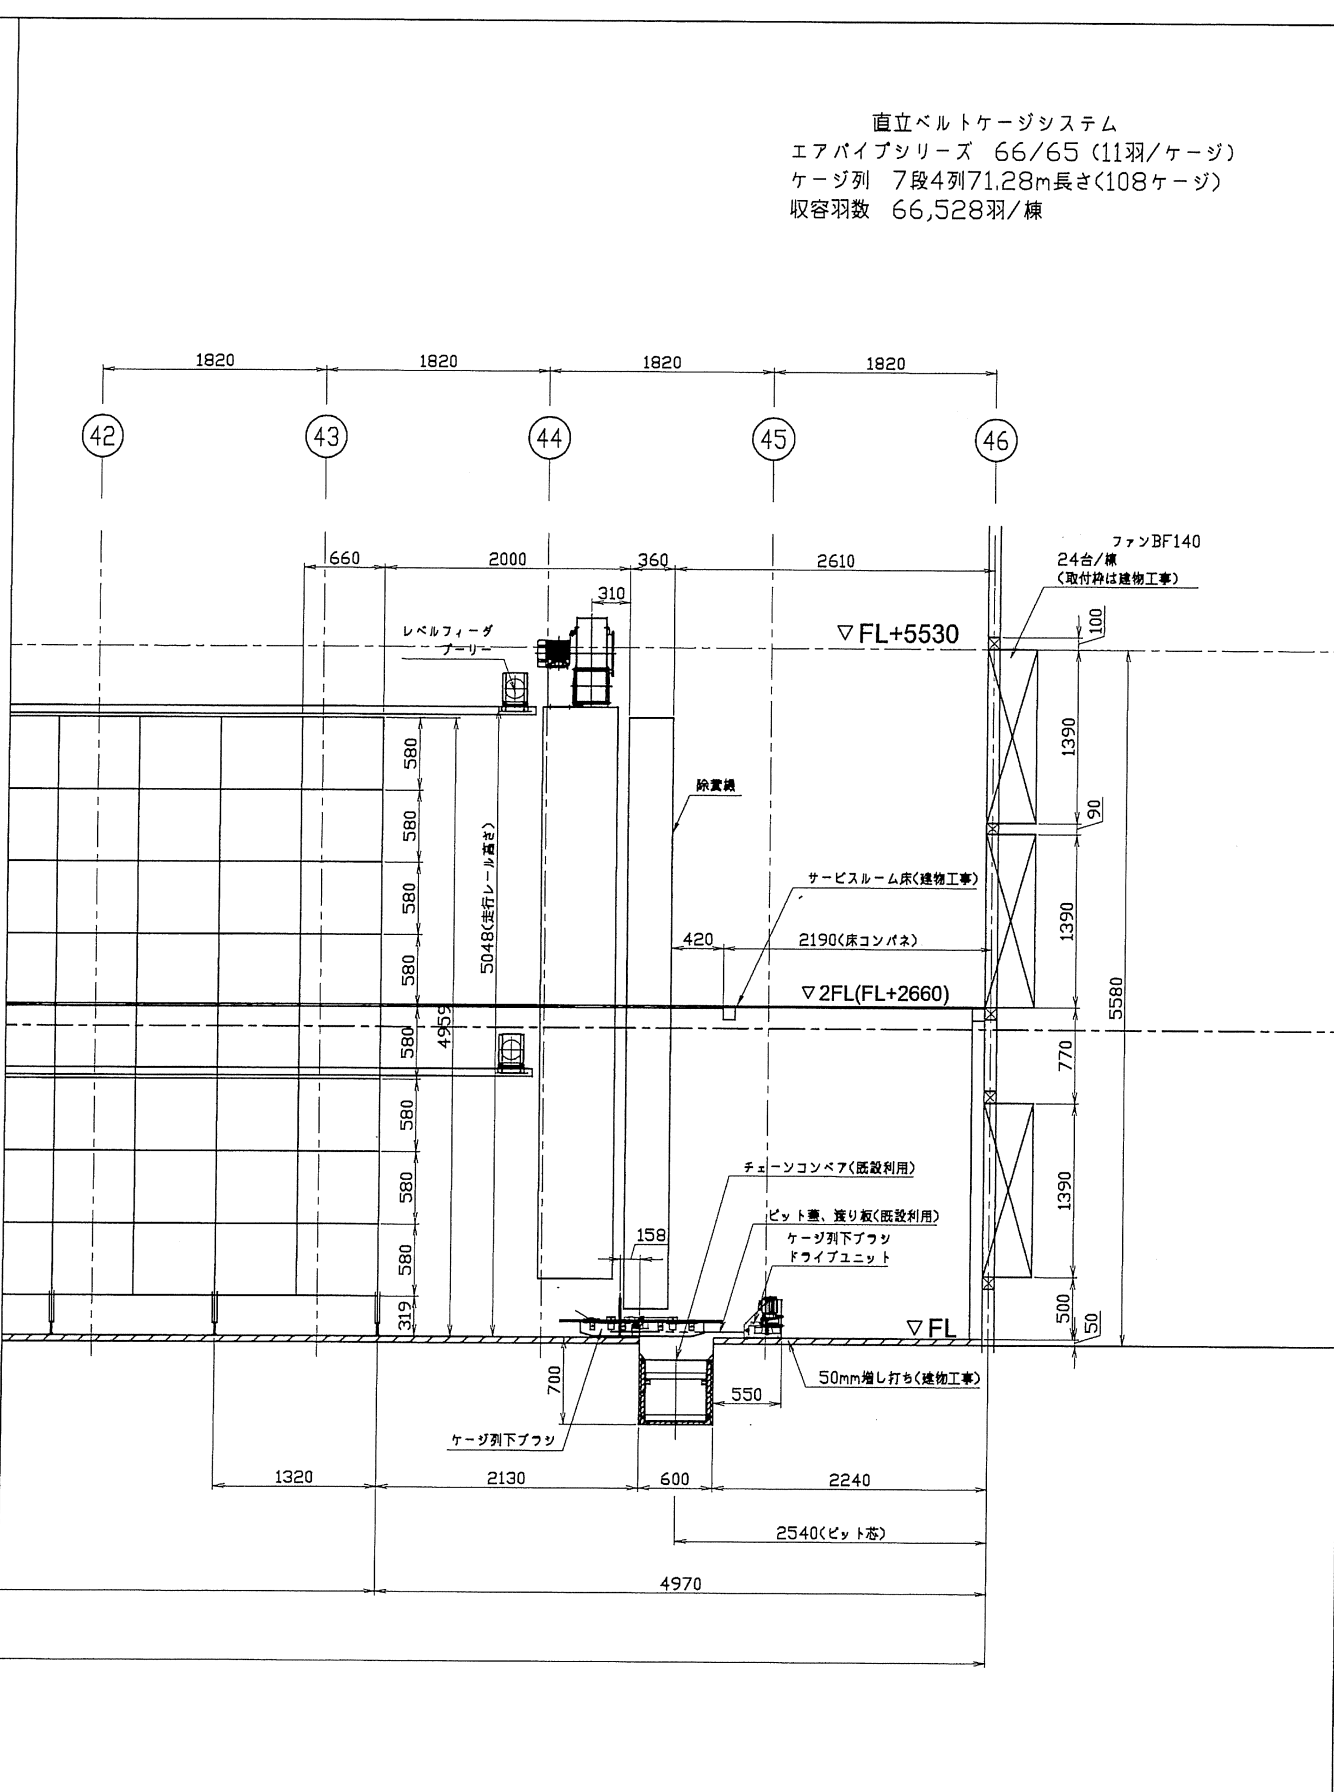 直立ベルトケージシステム
エアパイプシリーズ 66/65 (11羽/ケージ)
ケージ列 7段4列71.28m長さ(108ケージ)
収容羽数 66,528羽/棟
1820 1820 1820 1820
42 43 44 45 46
ファンBF140
24台/棟
(取付枠は建物工事)
660 2000 360 2610
310
100
レベルフィーダ
プーリー
▽FL+5530
1390
580
除糞機
90
580
5048(走行レール高さ)
サービスルーム床(建物工事)
580
1390
420 2190(床コンパネ)
580
▽2FL(FL+2660)
5580
4959
580
770
580
チェーンコンベア(既設利用)
580
1390
ピット蓋、渡り板(既設利用)
158
ケージ列下ブラシ
ドライブユニット
580
319
▽FL
500
50
700
50mm増し打ち(建物工事)
550
ケージ列下ブラシ
1320 2130 600 2240
2540(ピット芯)
4970